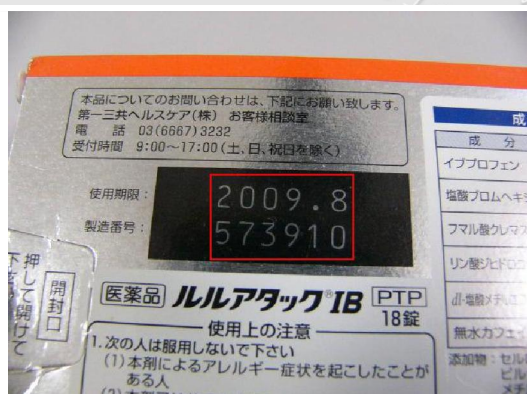 本品についてのお問い合わせは、下記にお願い致します。
第一三共ヘルスケア(株) お客様相談室
電 話 03(6667)3232
受付時間 9:00～17:00(土、日、祝日を除く)
使用期限：
2009.8
製造番号：
573910
押して開けて
開封口
医薬品 ルルアタック®IB PTP
18錠
使用上の注意
1.次の人は服用しないで下さい
(1)本剤によるアレルギー症状を起こしたことが
ある人
成
成 分
イブプロフェン
塩酸ブロムヘキ
フマル酸クレマス
リン酸ジヒドロコ
dl-塩酸メチルエ
無水カフェ
添加物：セル